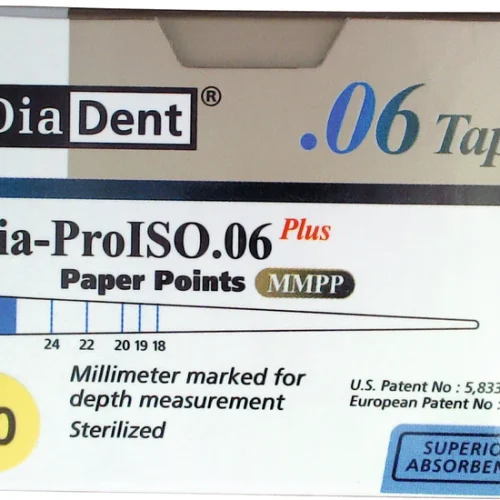 DiaDent®
.06 Tap
ia-ProISO.06 Plus
Paper Points MMPP
24 22 20 19 18
Millimeter marked for
depth measurement
Sterilized
U.S. Patent No : 5,833
European Patent No :
0
SUPERIO
ABSORBEN